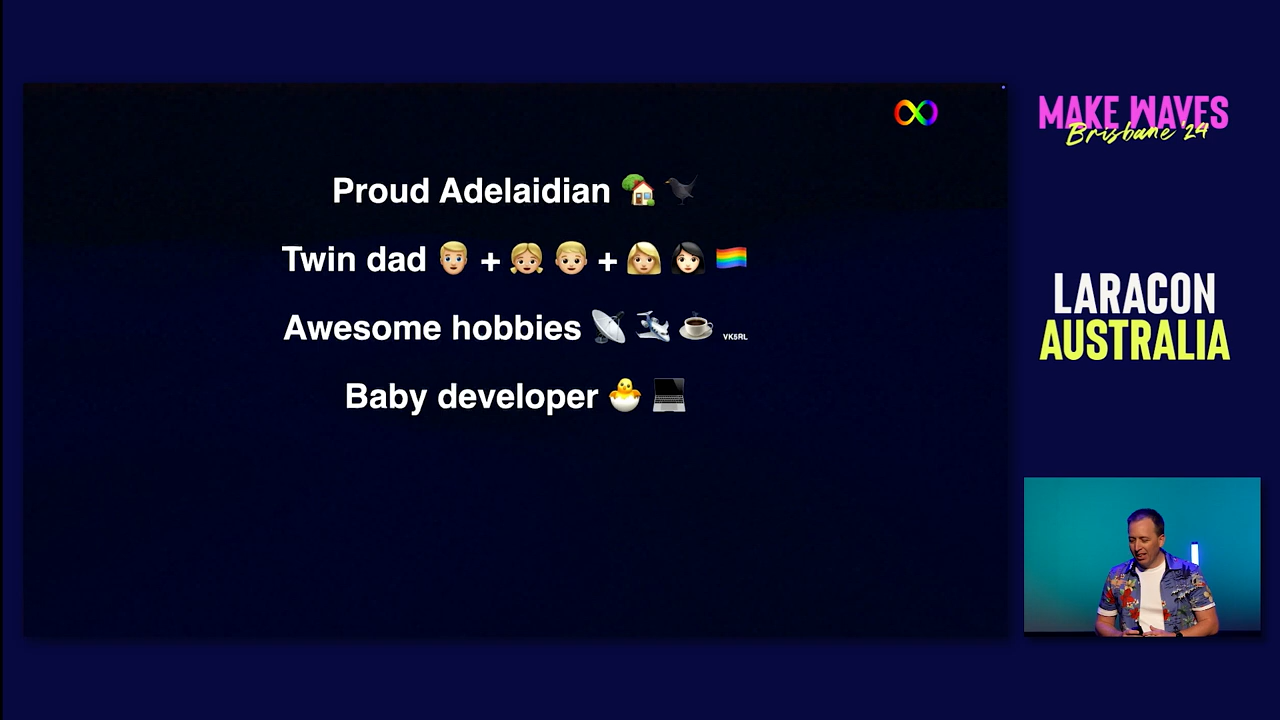 Proud Adelaidian 🏡 🐦‍⬛
Twin dad 👨🏼 + 👧🏼 👦🏼 + 👩🏼 👩🏻 🏳️‍🌈
Awesome hobbies 📡 🛩️ ☕ VK5RL
Baby developer 🐣 💻
MAKE WAVES
Brisbane '24
LARACON
AUSTRALIA